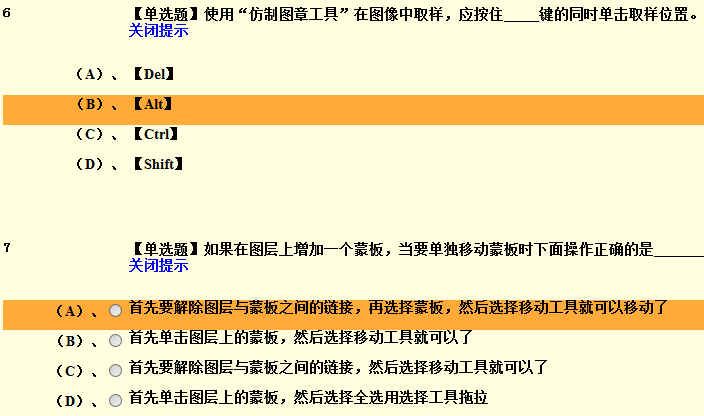 6 【单选题】使用“仿制图章工具”在图像中取样，应按住____键的同时单击取样位置。
关闭提示
（A）、【Del】
（B）、【Alt】
（C）、【Ctrl】
（D）、【Shift】
7 【单选题】如果在图层上增加一个蒙板，当要单独移动蒙板时下面操作正确的是______
关闭提示
（A）、首先要解除图层与蒙板之间的链接，再选择蒙板，然后选择移动工具就可以移动了
（B）、首先单击图层上的蒙板，然后选择移动工具就可以了
（C）、首先要解除图层与蒙板之间的链接，然后选择移动工具就可以了
（D）、首先单击图层上的蒙板，然后选择全选用选择工具拖拉